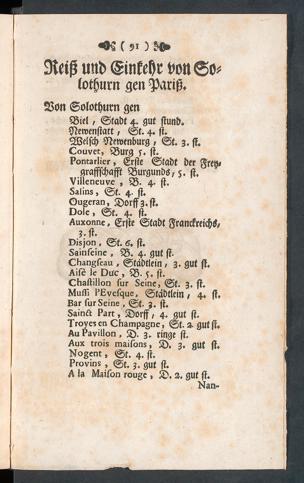 ( 91 )
Reiß und Einkehr von So-
lothurn gen Pariß.
Von Solothurn gen
Biel, Stadt 4. gut stund.
Newenstatt, St. 4. st.
Welsch Newenburg, St. 3. st.
Couvet, Burg 5. st.
Pontarlier, Erste Stadt der Frey-
graffschafft Burgunds, 5. st.
Villeneuve, B. 4. st.
Salins, St. 4. st.
Ougeran, Dorff 3. st.
Dole, St. 4. st.
Auxonne, Erste Stadt Franckreichs,
3. st.
Disjon, St. 6. st.
Sainseine, B. 4. gut st.
Changseau, Städtlein, 3. gut st.
Aisè le Duc, B. 5. st.
Chastillon sur Seine, St. 3. st.
Mussi l'Evesque, Städtlein, 4. st.
Bar sur Seine, St. 3. st.
Sainct Part, Dorff, 4. gut st.
Troyes en Champagne, St. 2 gut st.
Au Pavillon, D. 3. ringe st.
Aux trois maisons, D. 3. gut st.
Nogent, St. 4. st.
Provins, St. 3. gut st.
A la Maison rouge, D. 2. gut st.
Nan-